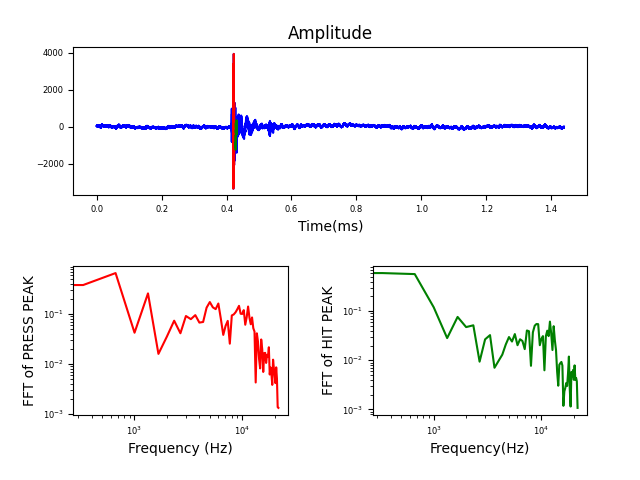 Amplitude
4000
2000
0
−2000
0.0 0.2 0.4 0.6 0.8 1.0 1.2 1.4
Time(ms)
FFT of PRESS PEAK
10⁻¹
10⁻²
10⁻³
10³ 10⁴
Frequency (Hz)
FFT of HIT PEAK
10⁻¹
10⁻²
10⁻³
10³ 10⁴
Frequency(Hz)